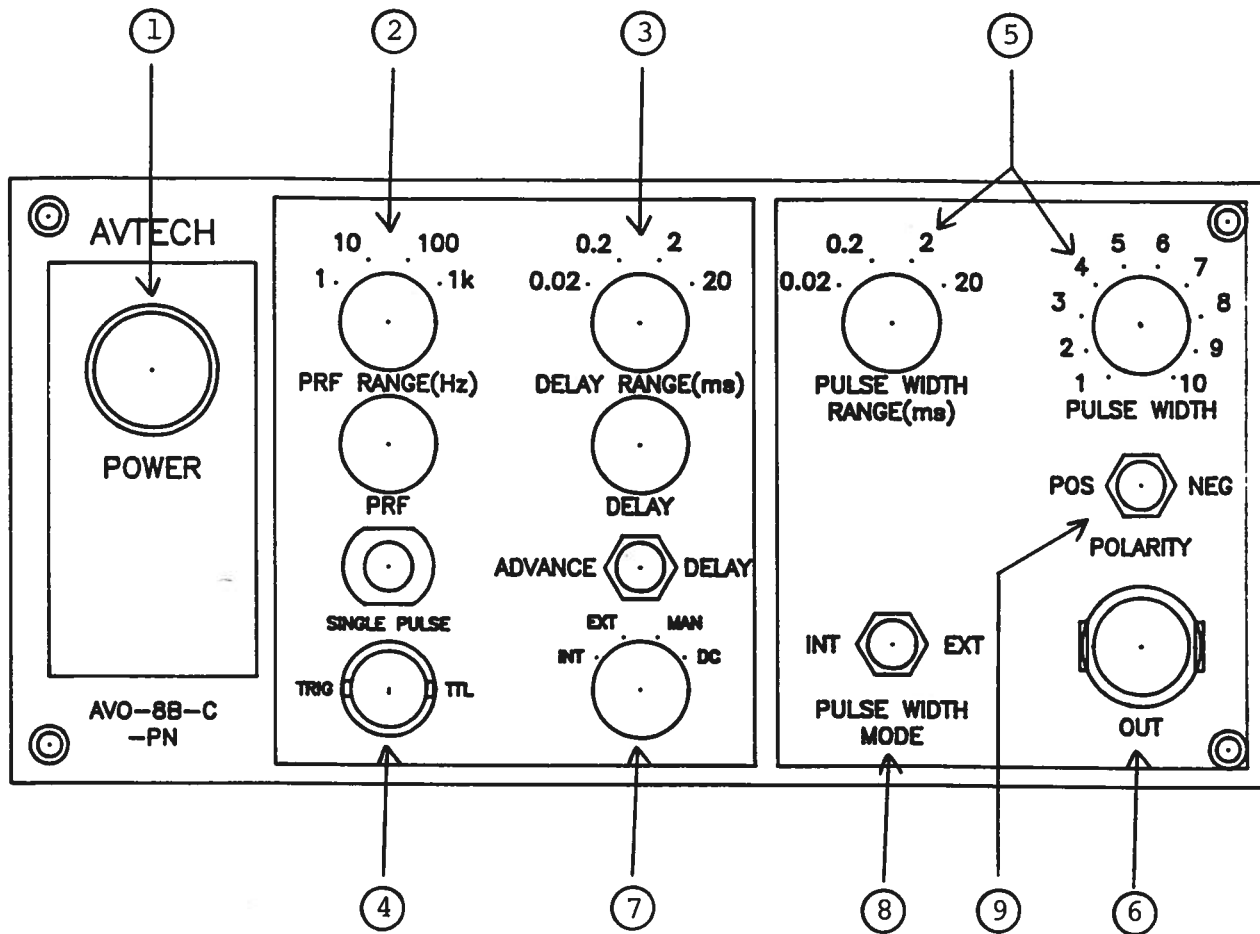 1
2
3
5
AVTECH
POWER
AVO-8B-C
-PN
1 10 100 1k
PRF RANGE(Hz)
PRF
SINGLE PULSE
TRIG TTL
0.02 0.2 2 20
DELAY RANGE(ms)
DELAY
ADVANCE DELAY
INT EXT MAN DC
0.02 0.2 2 20
PULSE WIDTH
RANGE(ms)
1 2 3 4 5 6 7 8 9 10
PULSE WIDTH
POS NEG
POLARITY
INT EXT
PULSE WIDTH
MODE
OUT
4
7
8
9
6